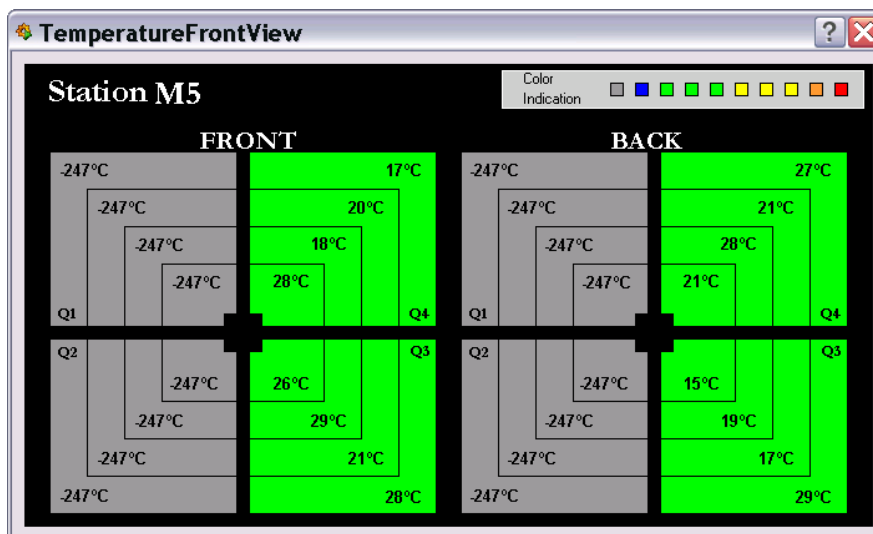 TemperatureFrontView
Station M5
Color
Indication
FRONT
-247°C 17°C
-247°C 20°C
-247°C 18°C
-247°C 28°C
Q1 Q4
Q2 Q3
-247°C 26°C
-247°C 29°C
-247°C 21°C
-247°C 28°C
BACK
-247°C 27°C
-247°C 21°C
-247°C 28°C
-247°C 21°C
Q1 Q4
Q2 Q3
-247°C 15°C
-247°C 19°C
-247°C 17°C
-247°C 29°C